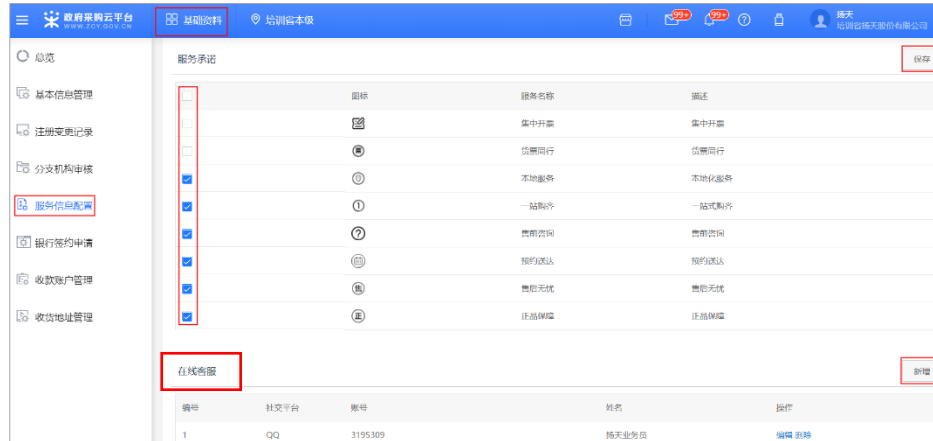 政府采购云平台 基础资料 培训省本级 99+ 99+ 扬天
WWW.ZCY.GOV.CN 培训省扬天股份有限公司
总览
基本信息管理
注册变更记录
分支机构审核
服务信息配置
银行签约申请
收款账户管理
收货地址管理
服务承诺 保存
图标 服务名称 描述
集中开票 集中开票
货票同行 货票同行
本地服务 本地化服务
一站购齐 一站式购齐
售前咨询 售前咨询
预约送达 预约送达
售 售后无忧 售后无忧
正 正品保障 正品保障
在线客服 新增
编号 社交平台 账号 姓名 操作
1 QQ 3195309 扬天业务员 编辑 删除